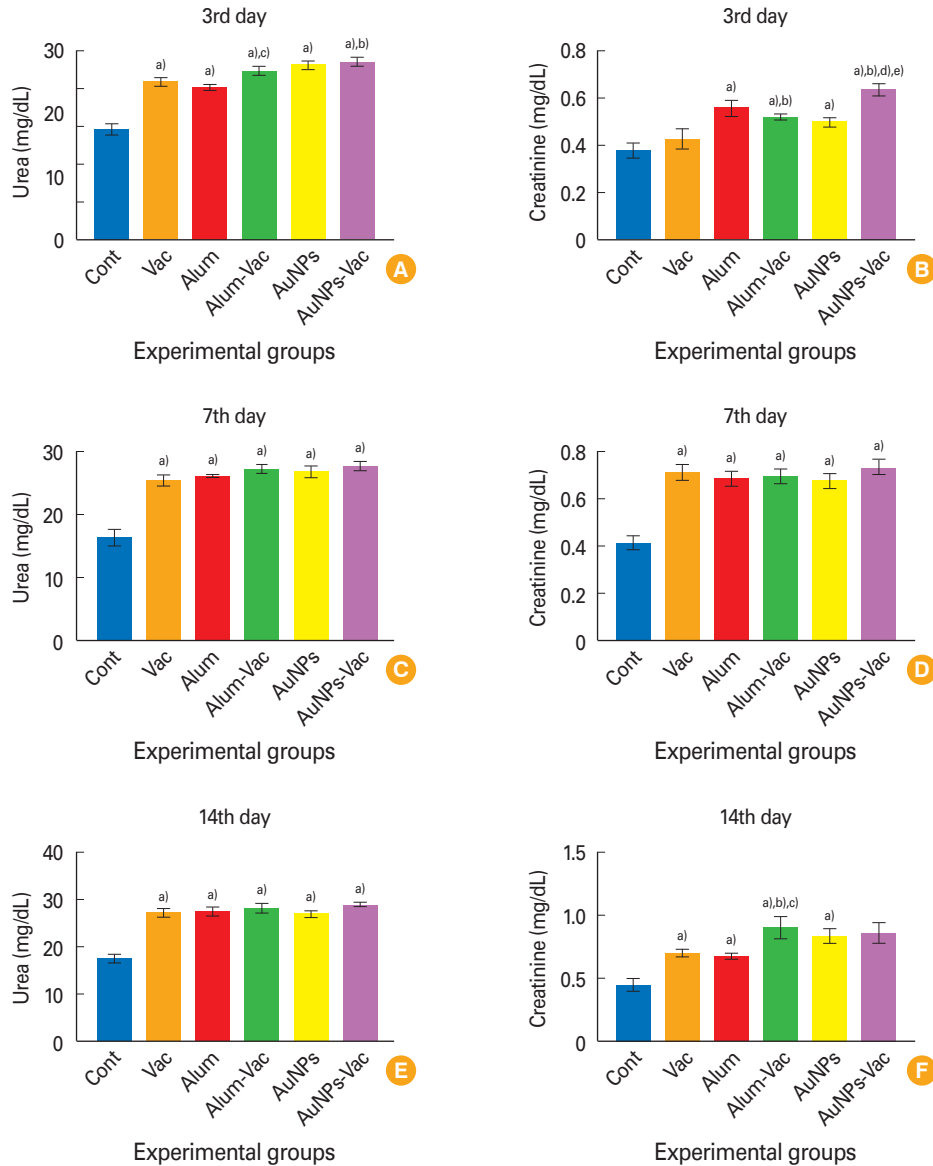 3rd day
30
20
10
0
Urea (mg/dL)
a)
a)
a),c)
a)
a),b)
Cont
Vac
Alum
Alum-Vac
AuNPs
AuNPs-Vac
A
Experimental groups
3rd day
0.8
0.6
0.4
0.2
0
Creatinine (mg/dL)
a)
a),b)
a)
a),b),d),e)
Cont
Vac
Alum
Alum-Vac
AuNPs
AuNPs-Vac
B
Experimental groups
7th day
30
20
10
0
Urea (mg/dL)
a)
a)
a)
a)
a)
Cont
Vac
Alum
Alum-Vac
AuNPs
AuNPs-Vac
C
Experimental groups
7th day
0.8
0.6
0.4
0.2
0
Creatinine (mg/dL)
a)
a)
a)
a)
a)
Cont
Vac
Alum
Alum-Vac
AuNPs
AuNPs-Vac
D
Experimental groups
14th day
40
30
20
10
0
Urea (mg/dL)
a)
a)
a)
a)
a)
Cont
Vac
Alum
Alum-Vac
AuNPs
AuNPs-Vac
E
Experimental groups
14th day
1.5
1.0
0.5
0
Creatinine (mg/dL)
a)
a)
a),b),c)
a)
Cont
Vac
Alum
Alum-Vac
AuNPs
AuNPs-Vac
F
Experimental groups